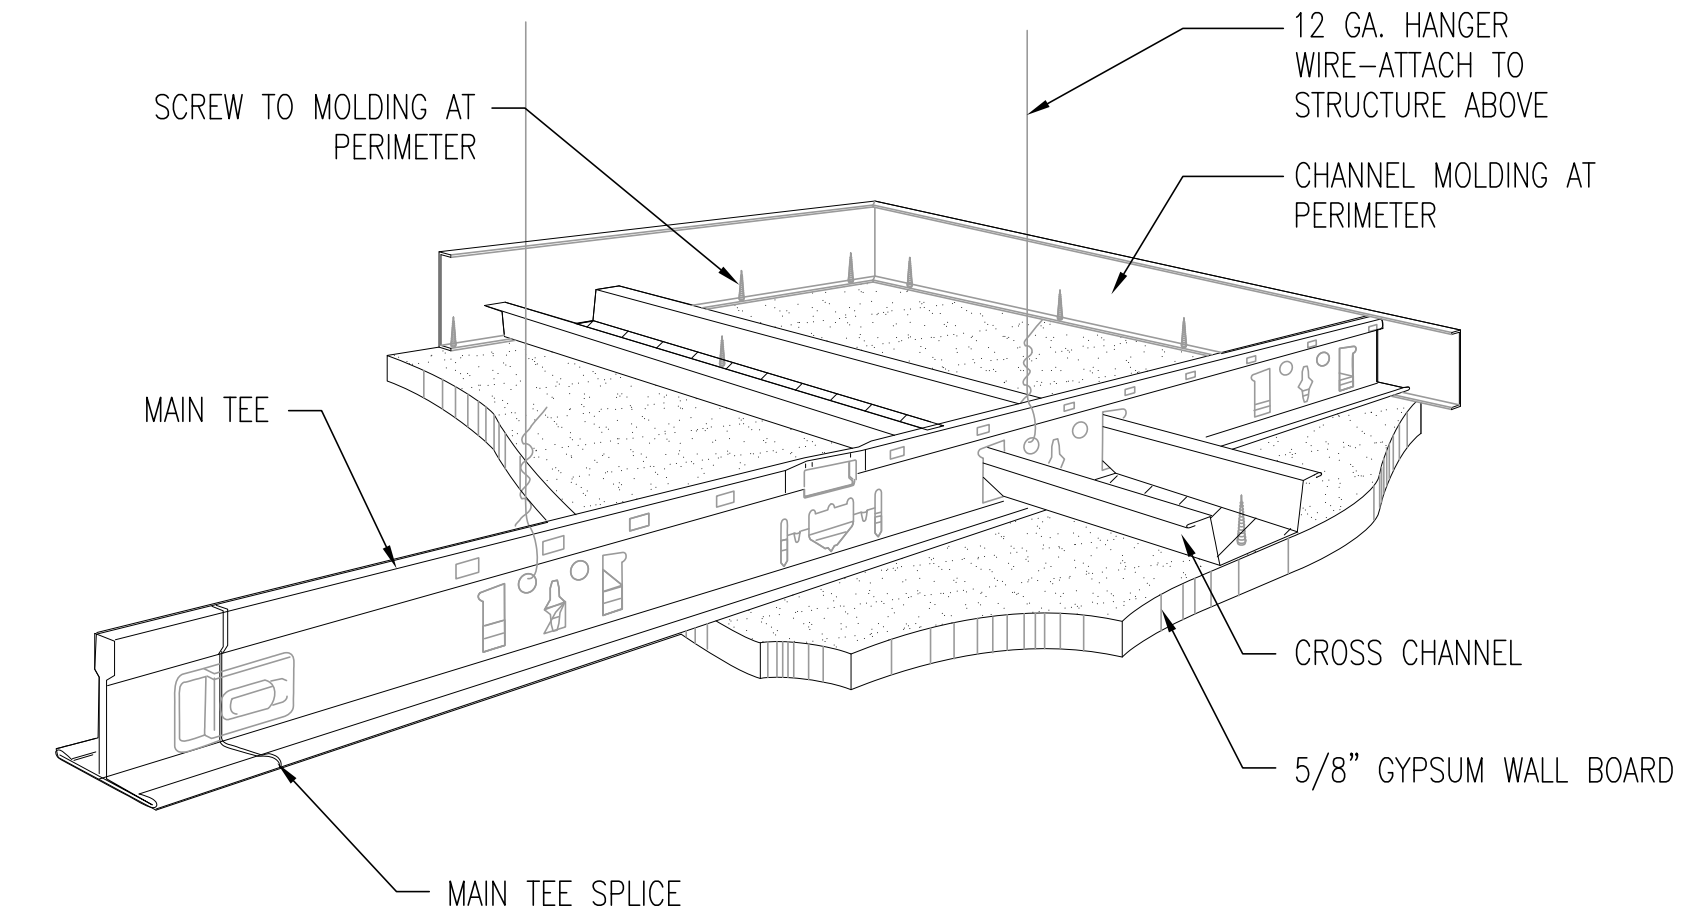 12 GA. HANGER
WIRE-ATTACH TO
STRUCTURE ABOVE
SCREW TO MOLDING AT
PERIMETER
CHANNEL MOLDING AT
PERIMETER
MAIN TEE
CROSS CHANNEL
5/8” GYPSUM WALL BOARD
MAIN TEE SPLICE